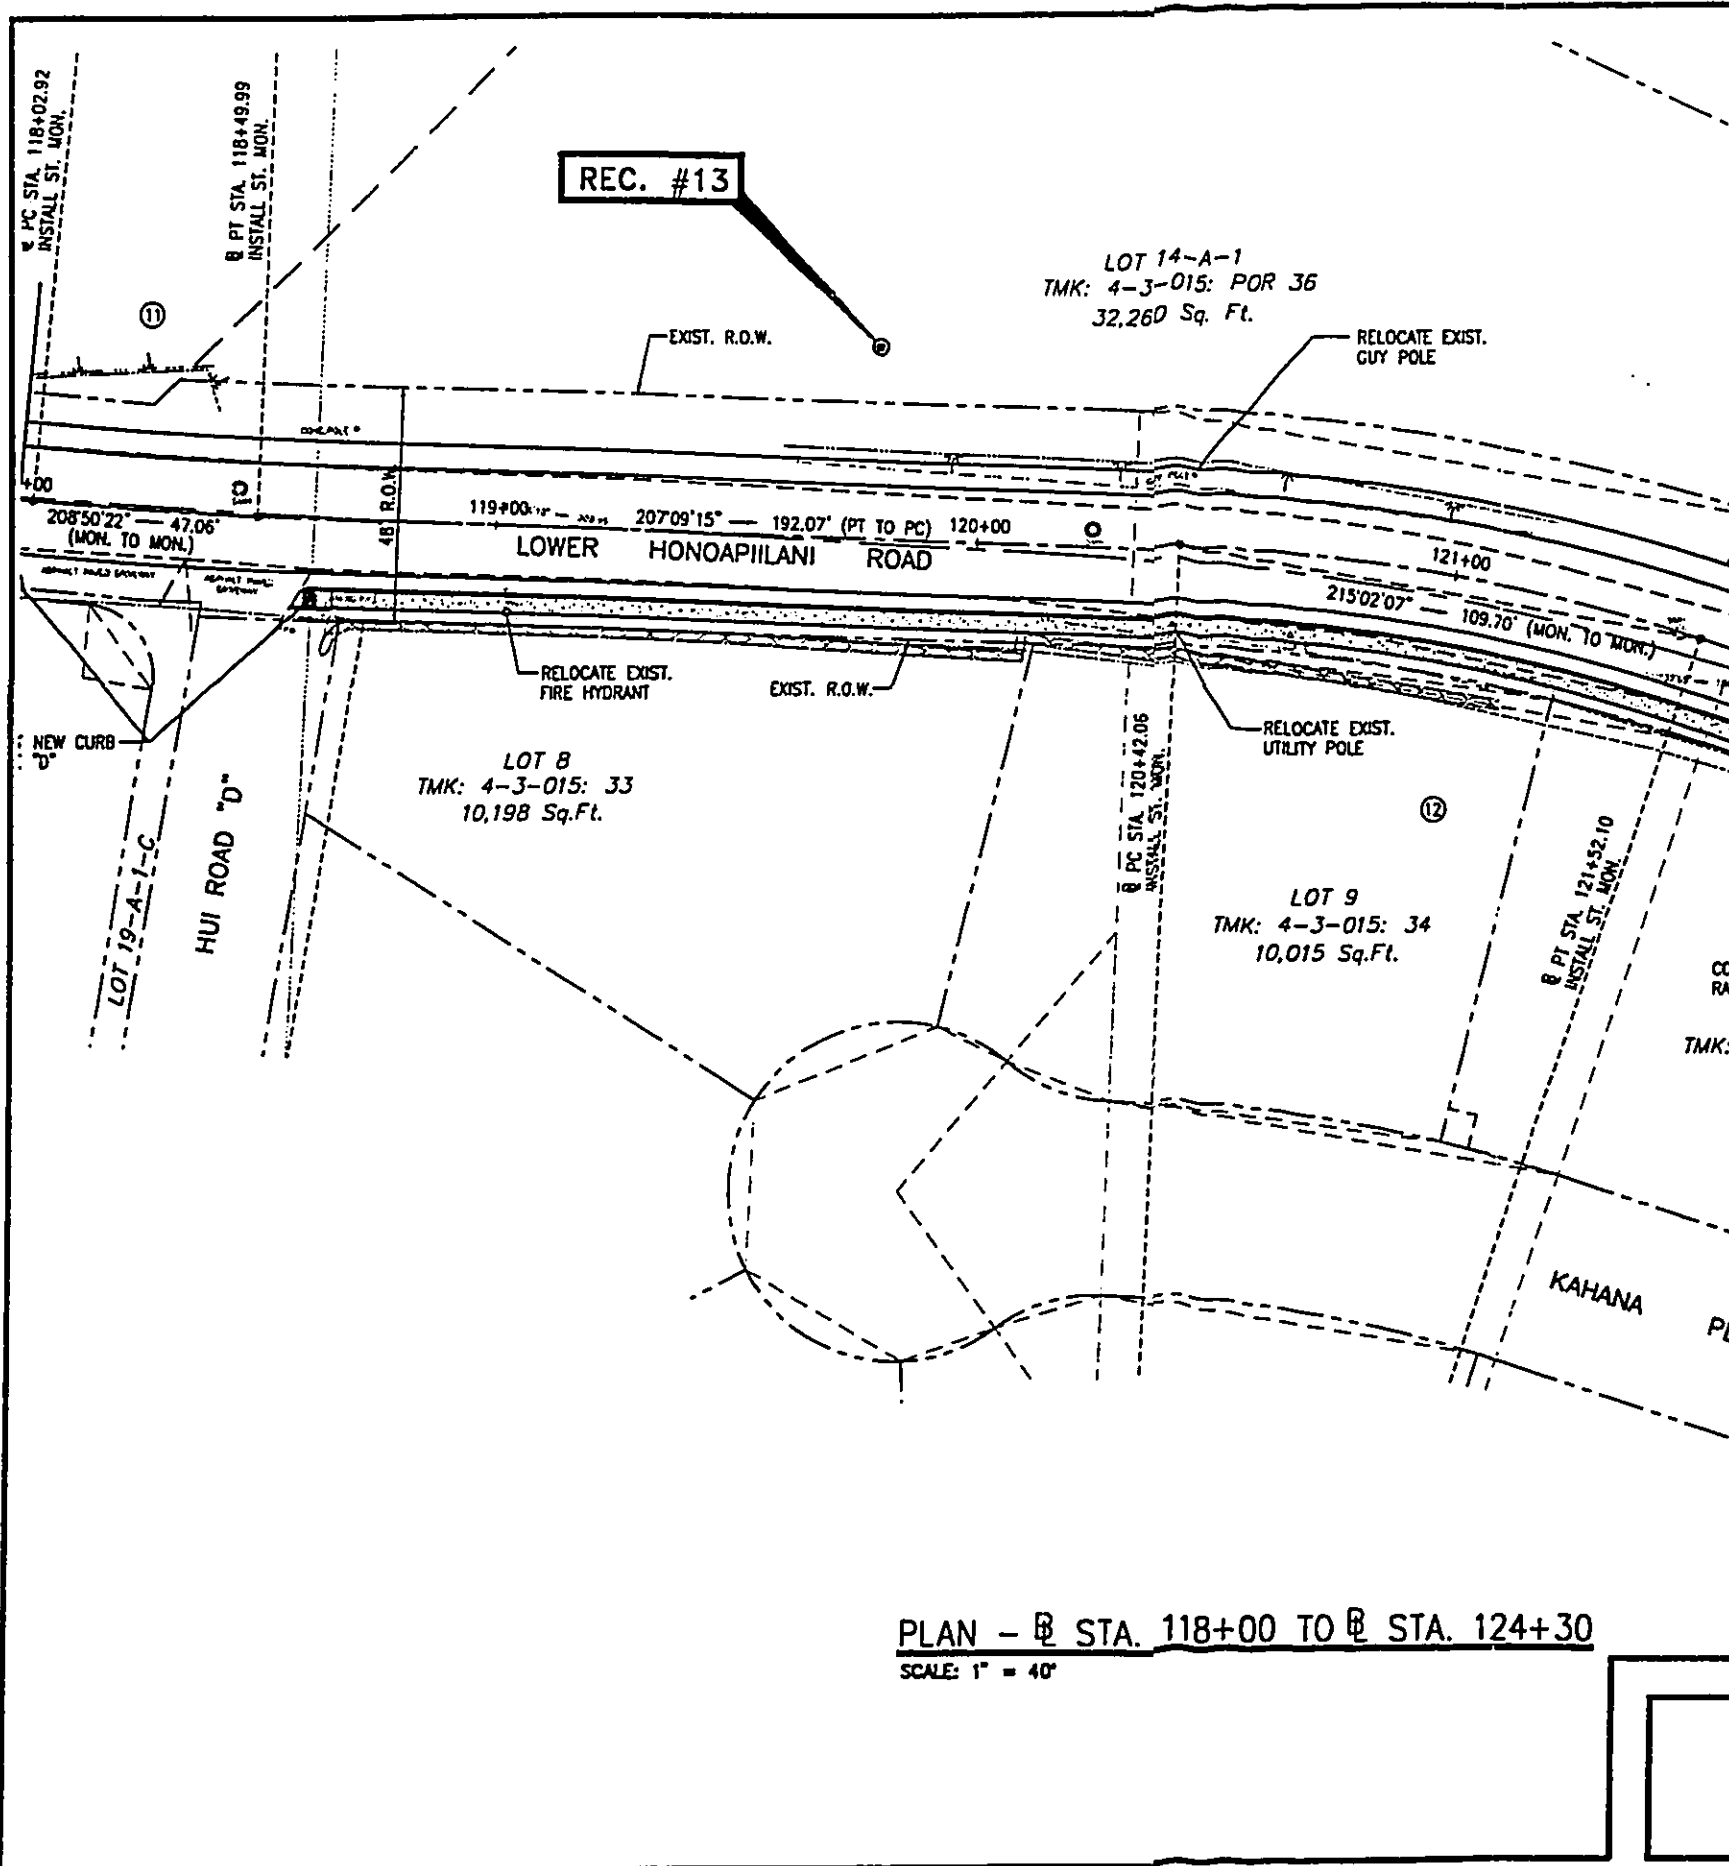 ℄ PC STA. 118+02.92
INSTALL ST. MON.
℄ PT STA. 118+49.99
INSTALL ST. MON.
REC. #13
LOT 14-A-1
TMK: 4-3-015: POR 36
32,260 Sq. Ft.
11
EXIST. R.O.W.
RELOCATE EXIST.
GUY POLE
+00
208°50'22" — 47.06'
(MON. TO MON.)
R.O.W.
119+00
207°09'15" — 192.07' (PT TO PC)
120+00
LOWER HONOAPIILANI ROAD
121+00
215°02'07" — 109.70' (MON. TO MON.)
RELOCATE EXIST.
FIRE HYDRANT
EXIST. R.O.W.
RELOCATE EXIST.
UTILITY POLE
NEW CURB
"D"
LOT 8
TMK: 4-3-015: 33
10,198 Sq.Ft.
HUI ROAD "D"
LOT 19-A-1-C
PC STA. 120+42.06
INSTALL ST. MON.
12
LOT 9
TMK: 4-3-015: 34
10,015 Sq.Ft.
PT STA. 121+52.10
INSTALL ST. MON.
CO
RA
TMK:
KAHANA
PLAN - ℄ STA. 118+00 TO ℄ STA. 124+30
SCALE: 1" = 40'